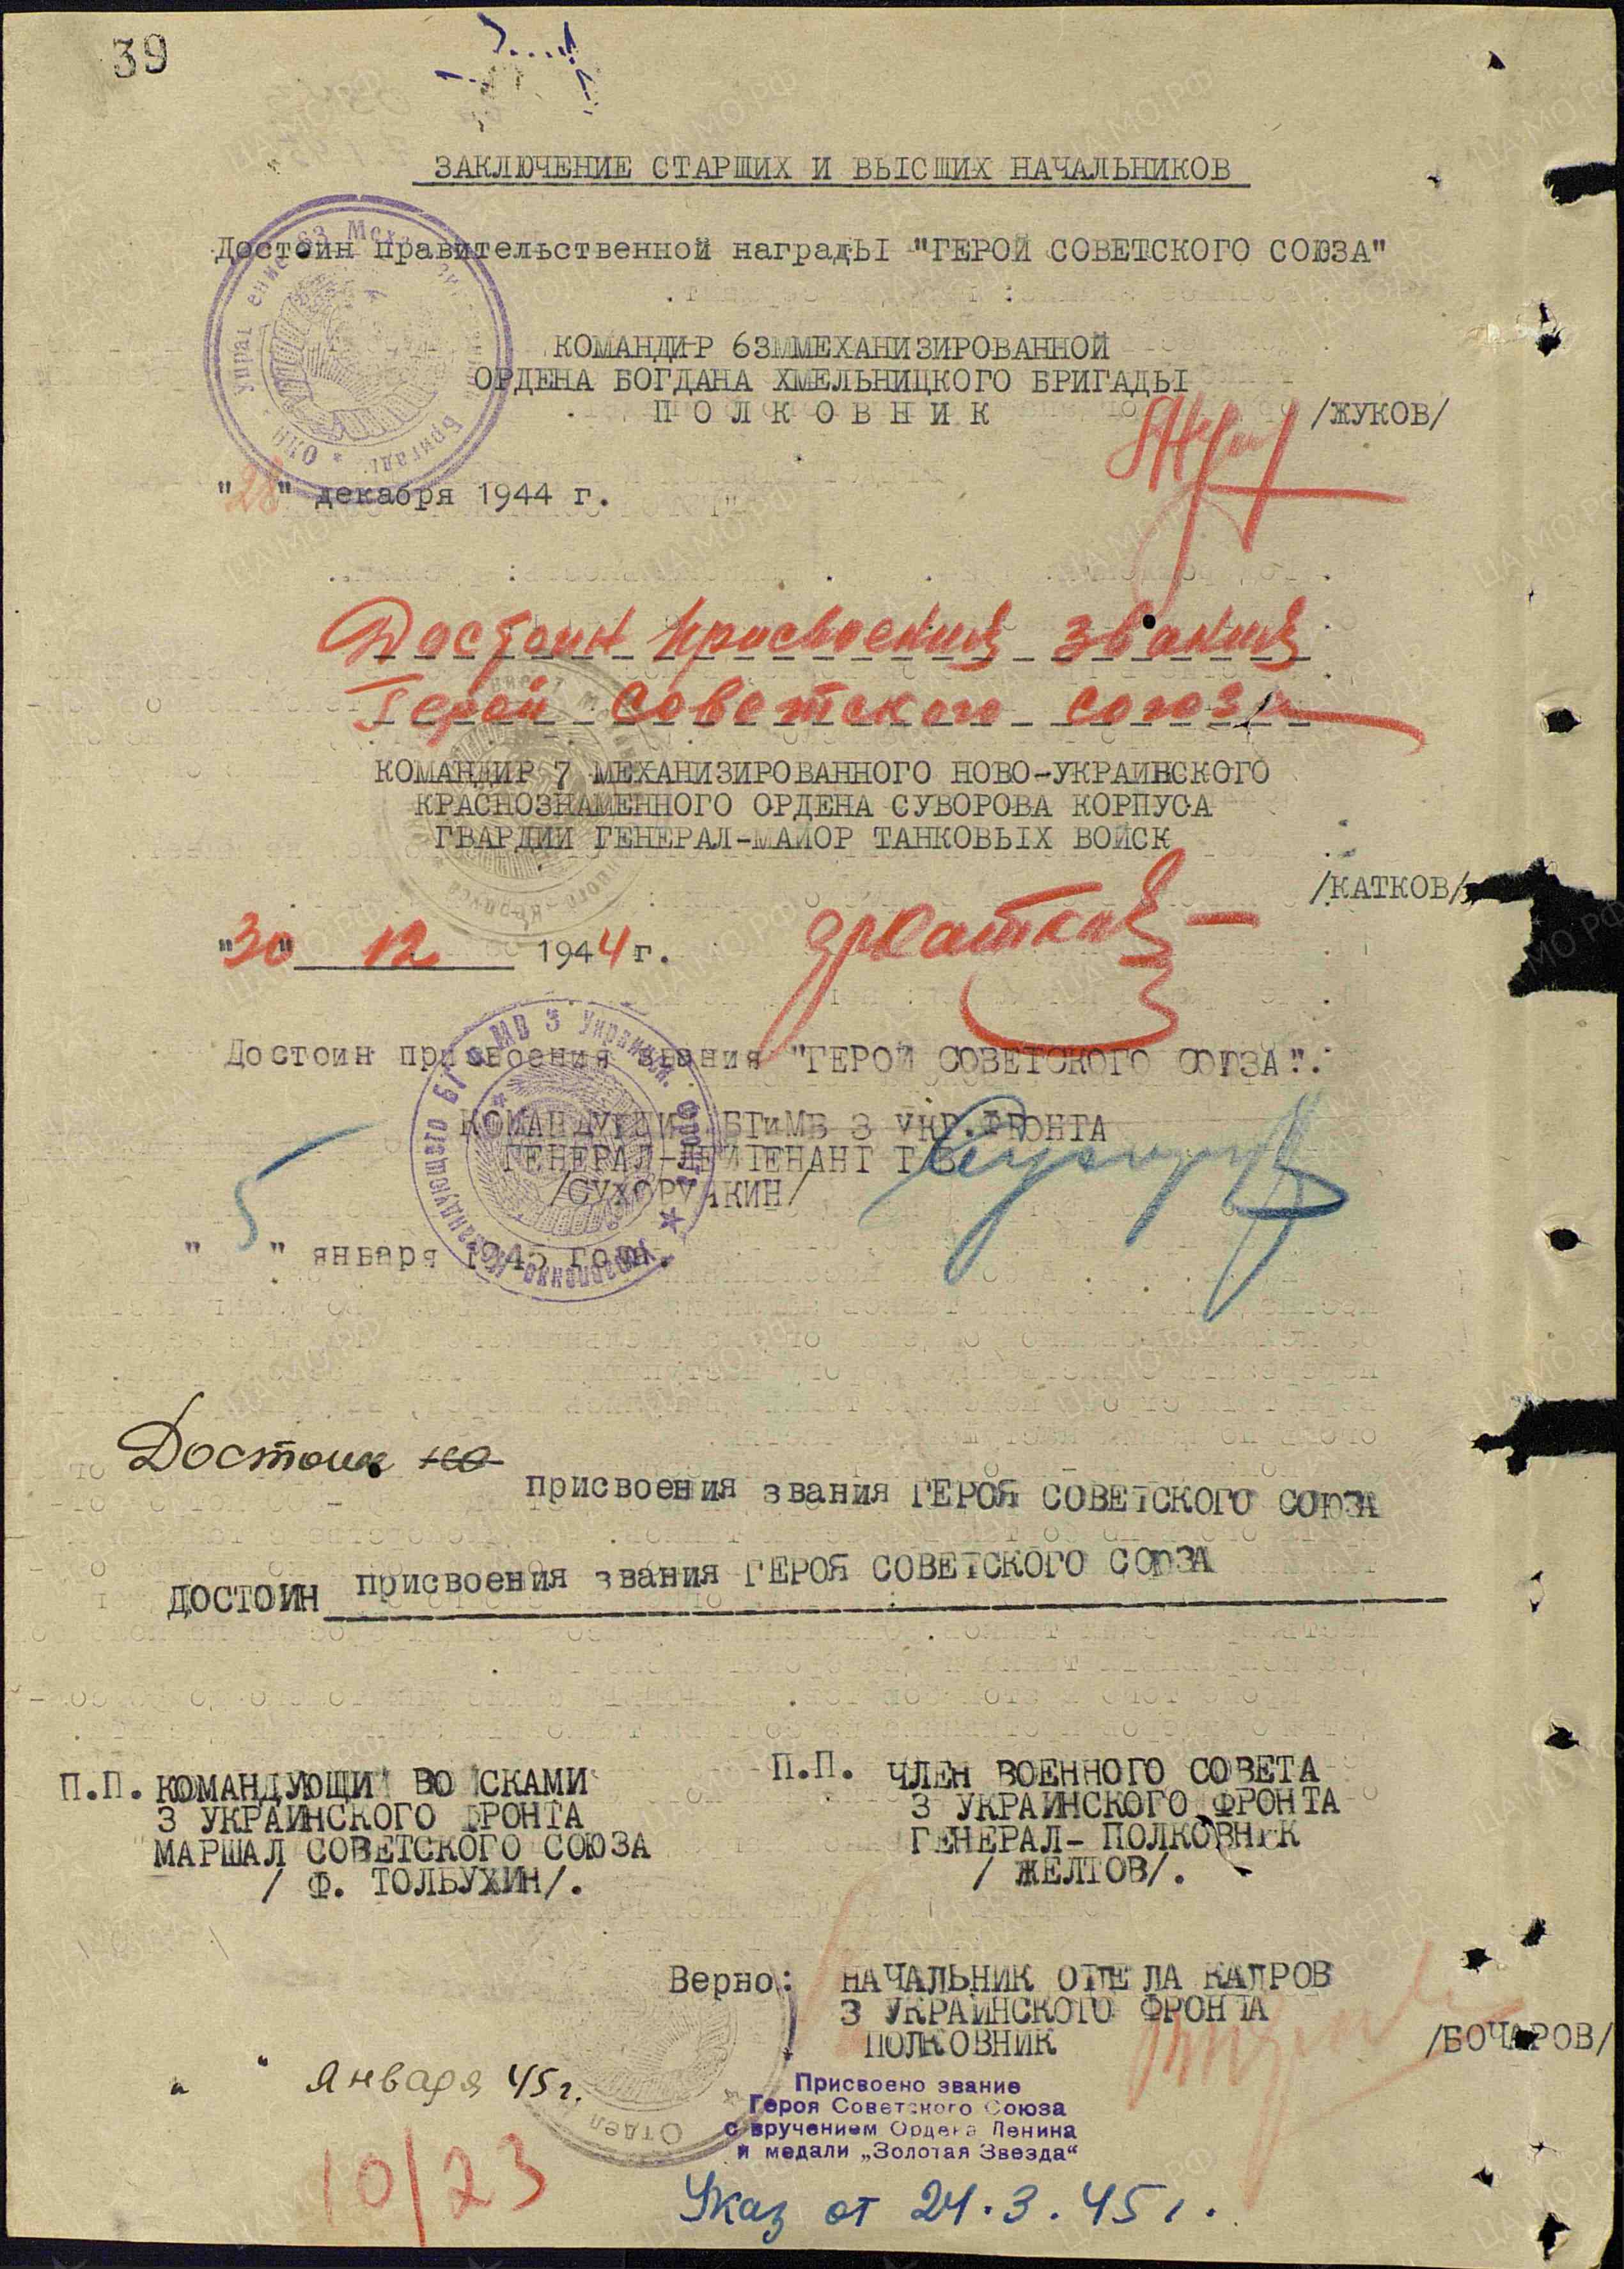 39
ЗАКЛЮЧЕНИЕ СТАРШИХ И ВЫСШИХ НАЧАЛЬНИКОВ
Достоин правительственной награды "ГЕРОЙ СОВЕТСКОГО СОЮЗА"
КОМАНДИР 63ММЕХАНИЗИРОВАННОЙ
ОРДЕНА БОГДАНА ХМЕЛЬНИЦКОГО БРИГАДЫ
ПОЛКОВНИК
/ЖУКОВ/
"28" декабря 1944 г.
Достоин присвоения звания
Герой Советского союза
КОМАНДИР 7 МЕХАНИЗИРОВАННОГО НОВО-УКРАИНСКОГО
КРАСНОЗНАМЕННОГО ОРДЕНА СУВОРОВА КОРПУСА
ГВАРДИИ ГЕНЕРАЛ-МАЙОР ТАНКОВЫХ ВОЙСК
/КАТКОВ/
"30" 12 1944 г.
Достоин присвоения звания "ГЕРОЙ СОВЕТСКОГО СОЮЗА".
КОМАНДУЮЩИЙ БТиМВ 3 УКР.ФРОНТА
ГЕНЕРАЛ-ЛЕЙТЕНАНТ Т/В
/СУХОРУЧКИН/
"5" января 1945 года.
Достоин но
присвоения звания ГЕРОЯ СОВЕТСКОГО СОЮЗА
ДОСТОИН присвоения звания ГЕРОЯ СОВЕТСКОГО СОЮЗА
П.П. КОМАНДУЮЩИЙ ВОЙСКАМИ
3 УКРАИНСКОГО ФРОНТА
МАРШАЛ СОВЕТСКОГО СОЮЗА
/ Ф. ТОЛБУХИН/.
П.П. ЧЛЕН ВОЕННОГО СОВЕТА
3 УКРАИНСКОГО ФРОНТА
ГЕНЕРАЛ- ПОЛКОВНИК
/ ЖЕЛТОВ/.
Верно: НАЧАЛЬНИК ОТДЕЛА КАДРОВ
3 УКРАИНСКОГО ФРОНТА
ПОЛКОВНИК
/БОЧАРОВ/
" " Января 45 г.
Присвоено звание
Героя Советского Союза
с вручением Ордена Ленина
и медали „Золотая Звезда“
10/23
Указ от 24.3.45 г.